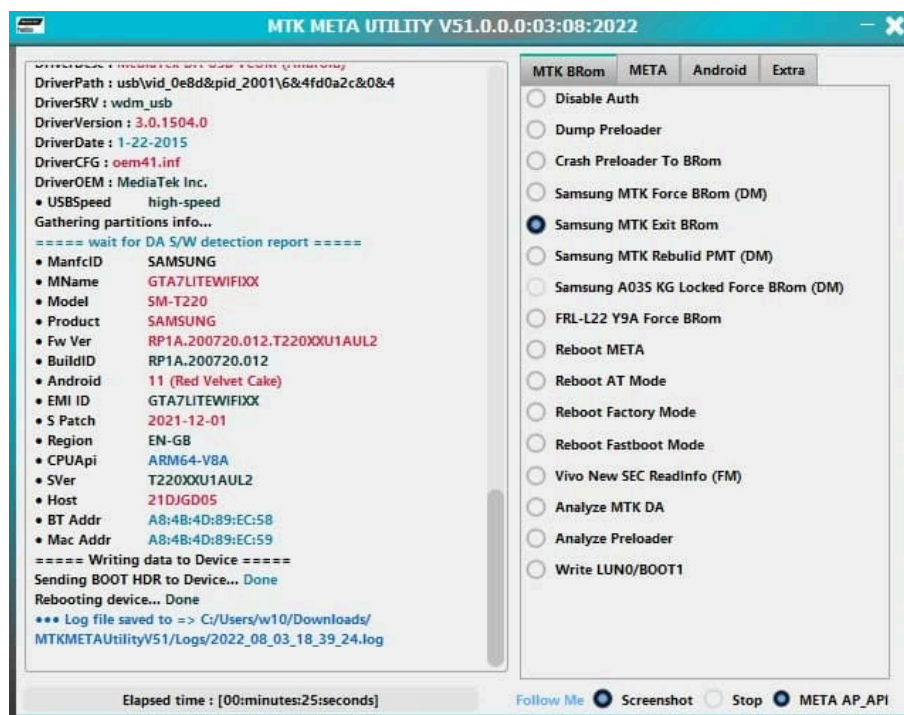 MTK META UTILITY V51.0.0.0:03:08:2022
DriverPath : usb\vid_0e8d&pid_2001\6&4fd0a2c&0&4
DriverSRV : wdm_usb
DriverVersion : 3.0.1504.0
DriverDate : 1-22-2015
DriverCFG : oem41.inf
DriverOEM : MediaTek Inc.
• USBSpeed high-speed
Gathering partitions info...
===== wait for DA S/W detection report =====
• ManfcID SAMSUNG
• MName GTA7LITEWIFIXX
• Model SM-T220
• Product SAMSUNG
• Fw Ver RP1A.200720.012.T220XXU1AUL2
• BuildID RP1A.200720.012
• Android 11 (Red Velvet Cake)
• EMI ID GTA7LITEWIFIXX
• S Patch 2021-12-01
• Region EN-GB
• CPUApi ARM64-V8A
• SVer T220XXU1AUL2
• Host 21DJGD05
• BT Addr A8:4B:4D:89:EC:58
• Mac Addr A8:4B:4D:89:EC:59
===== Writing data to Device =====
Sending BOOT HDR to Device... Done
Rebooting device... Done
••• Log file saved to => C:/Users/w10/Downloads/
MTKMETAUtilityV51/Logs/2022_08_03_18_39_24.log
Elapsed time : [00:minutes:25:seconds]
MTK BRom META Android Extra
Disable Auth
Dump Preloader
Crash Preloader To BRom
Samsung MTK Force BRom (DM)
Samsung MTK Exit BRom
Samsung MTK Rebulid PMT (DM)
Samsung A03S KG Locked Force BRom (DM)
FRL-L22 Y9A Force BRom
Reboot META
Reboot AT Mode
Reboot Factory Mode
Reboot Fastboot Mode
Vivo New SEC ReadInfo (FM)
Analyze MTK DA
Analyze Preloader
Write LUN0/BOOT1
Follow Me Screenshot Stop META AP_API